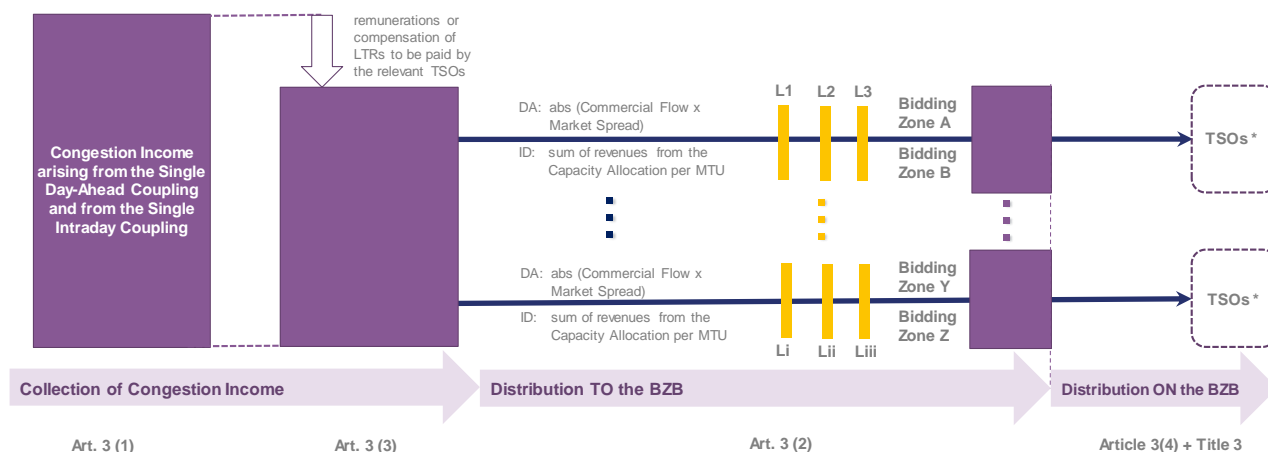 remunerations or
compensation of
LTRs to be paid by
the relevant TSOs
Congestion Income
arising from the Single
Day-Ahead Coupling
and from the Single
Intraday Coupling
DA: abs (Commercial Flow x
Market Spread)
ID: sum of revenues from the
Capacity Allocation per MTU
L1 L2 L3
Bidding
Zone A
Bidding
Zone B
TSOs *
DA: abs (Commercial Flow x
Market Spread)
ID: sum of revenues from the
Capacity Allocation per MTU
Li Lii Liii
Bidding
Zone Y
Bidding
Zone Z
TSOs *
Collection of Congestion Income
Distribution TO the BZB
Distribution ON the BZB
Art. 3 (1)
Art. 3 (3)
Art. 3 (2)
Article 3(4) + Title 3